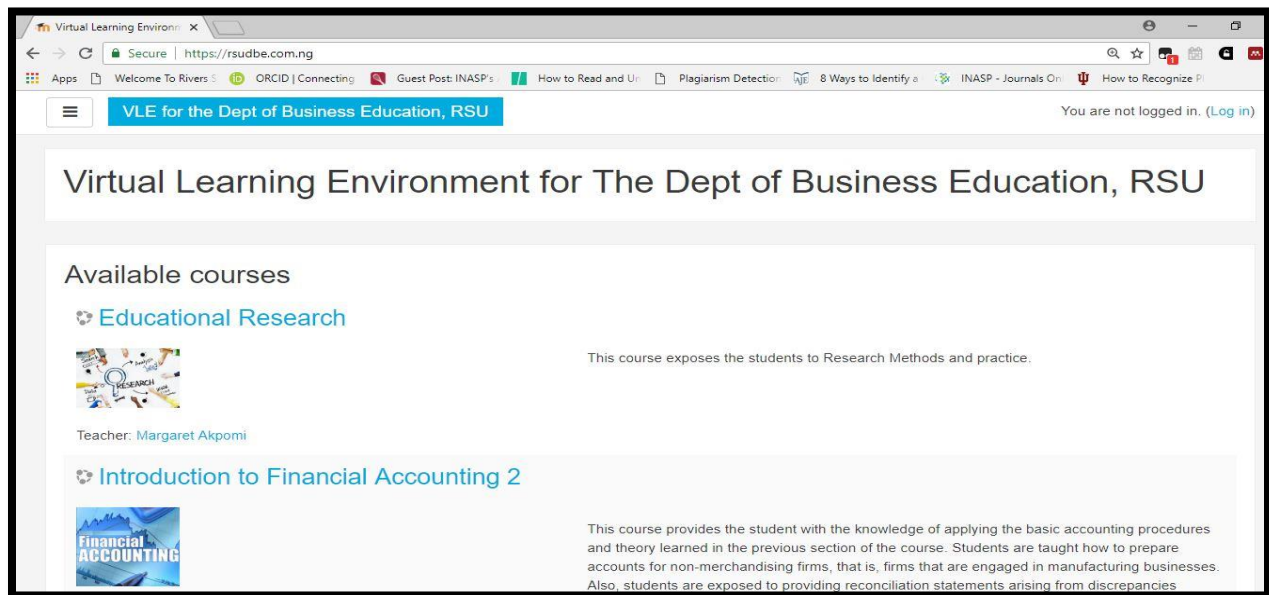 Virtual Learning Environm
Secure | https://rsudbe.com.ng
Apps Welcome To Rivers S ORCID | Connecting Guest Post: INASP's How to Read and Un Plagiarism Detection AJE 8 Ways to Identify a INASP - Journals On How to Recognize Pl
1
VLE for the Dept of Business Education, RSU
You are not logged in. (Log in)
Virtual Learning Environment for The Dept of Business Education, RSU
Available courses
Educational Research
RESEARCH
This course exposes the students to Research Methods and practice.
Teacher: Margaret Akpomi
Introduction to Financial Accounting 2
Financial
ACCOUNTING
This course provides the student with the knowledge of applying the basic accounting procedures
and theory learned in the previous section of the course. Students are taught how to prepare
accounts for non-merchandising firms, that is, firms that are engaged in manufacturing businesses.
Also, students are exposed to providing reconciliation statements arising from discrepancies